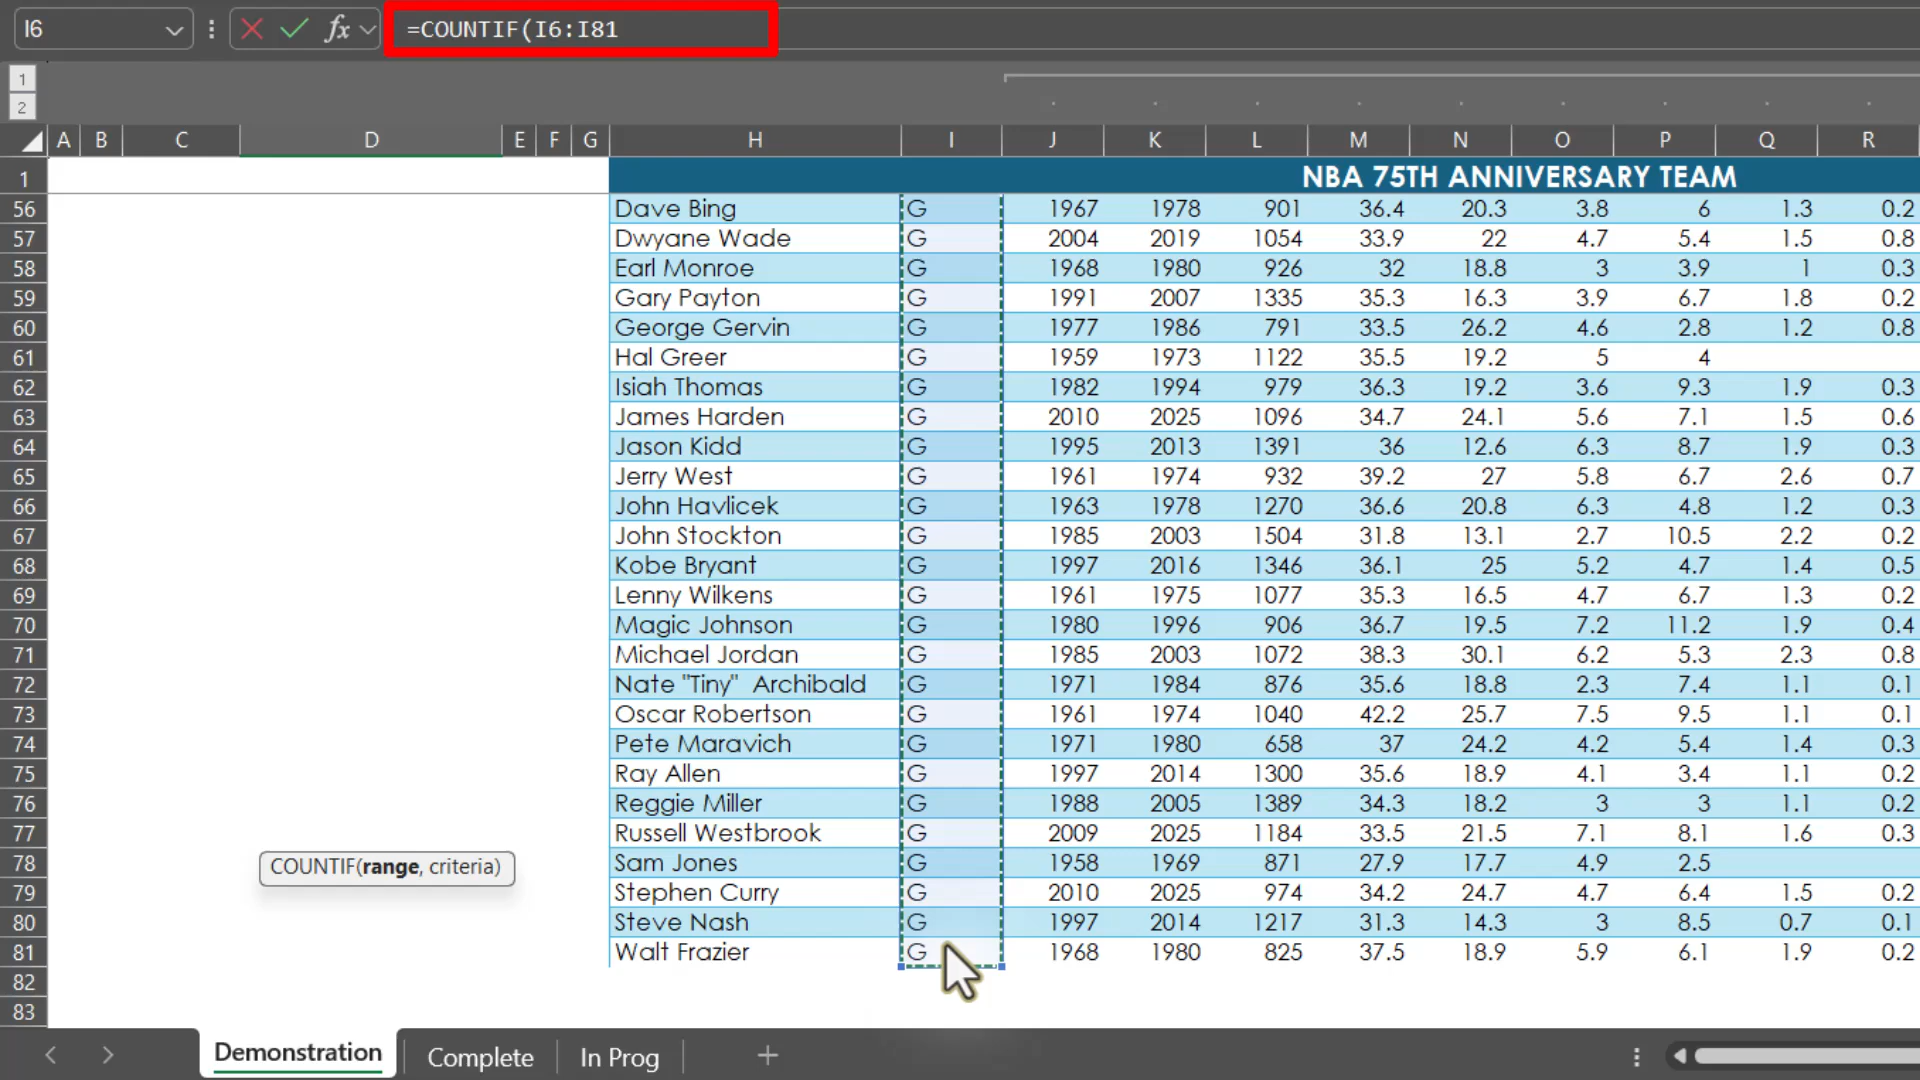 I6 fx =COUNTIF(I6:I81
1
2
A B C D E F G H I J K L M N O P Q R
1 NBA 75TH ANNIVERSARY TEAM
56 Dave Bing G 1967 1978 901 36.4 20.3 3.8 6 1.3 0.2
57 Dwyane Wade G 2004 2019 1054 33.9 22 4.7 5.4 1.5 0.8
58 Earl Monroe G 1968 1980 926 32 18.8 3 3.9 1 0.3
59 Gary Payton G 1991 2007 1335 35.3 16.3 3.9 6.7 1.8 0.2
60 George Gervin G 1977 1986 791 33.5 26.2 4.6 2.8 1.2 0.8
61 Hal Greer G 1959 1973 1122 35.5 19.2 5 4
62 Isiah Thomas G 1982 1994 979 36.3 19.2 3.6 9.3 1.9 0.3
63 James Harden G 2010 2025 1096 34.7 24.1 5.6 7.1 1.5 0.6
64 Jason Kidd G 1995 2013 1391 36 12.6 6.3 8.7 1.9 0.3
65 Jerry West G 1961 1974 932 39.2 27 5.8 6.7 2.6 0.7
66 John Havlicek G 1963 1978 1270 36.6 20.8 6.3 4.8 1.2 0.3
67 John Stockton G 1985 2003 1504 31.8 13.1 2.7 10.5 2.2 0.2
68 Kobe Bryant G 1997 2016 1346 36.1 25 5.2 4.7 1.4 0.5
69 Lenny Wilkens G 1961 1975 1077 35.3 16.5 4.7 6.7 1.3 0.2
70 Magic Johnson G 1980 1996 906 36.7 19.5 7.2 11.2 1.9 0.4
71 Michael Jordan G 1985 2003 1072 38.3 30.1 6.2 5.3 2.3 0.8
72 Nate "Tiny" Archibald G 1971 1984 876 35.6 18.8 2.3 7.4 1.1 0.1
73 Oscar Robertson G 1961 1974 1040 42.2 25.7 7.5 9.5 1.1 0.1
74 Pete Maravich G 1971 1980 658 37 24.2 4.2 5.4 1.4 0.3
75 Ray Allen G 1997 2014 1300 35.6 18.9 4.1 3.4 1.1 0.2
76 Reggie Miller G 1988 2005 1389 34.3 18.2 3 3 1.1 0.2
77 Russell Westbrook G 2009 2025 1184 33.5 21.5 7.1 8.1 1.6 0.3
78 Sam Jones G 1958 1969 871 27.9 17.7 4.9 2.5
COUNTIF(range, criteria)
79 Stephen Curry G 2010 2025 974 34.2 24.7 4.7 6.4 1.5 0.2
80 Steve Nash G 1997 2014 1217 31.3 14.3 3 8.5 0.7 0.1
81 Walt Frazier G 1968 1980 825 37.5 18.9 5.9 6.1 1.9 0.2
82
83
Demonstration Complete In Prog